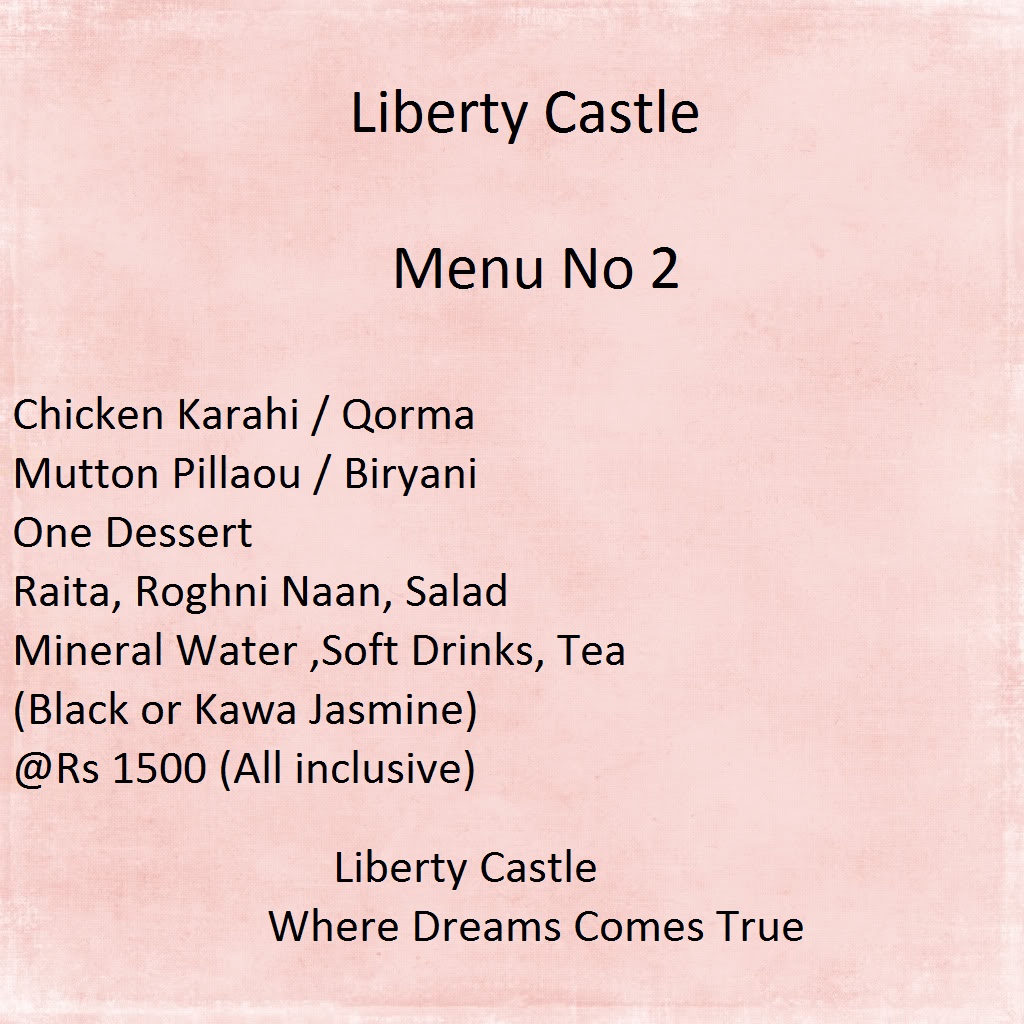 Liberty Castle
Menu No 2
Chicken Karahi / Qorma
Mutton Pillaou / Biryani
One Dessert
Raita, Roghni Naan, Salad
Mineral Water ,Soft Drinks, Tea
(Black or Kawa Jasmine)
@Rs 1500 (All inclusive)
Liberty Castle
Where Dreams Comes True